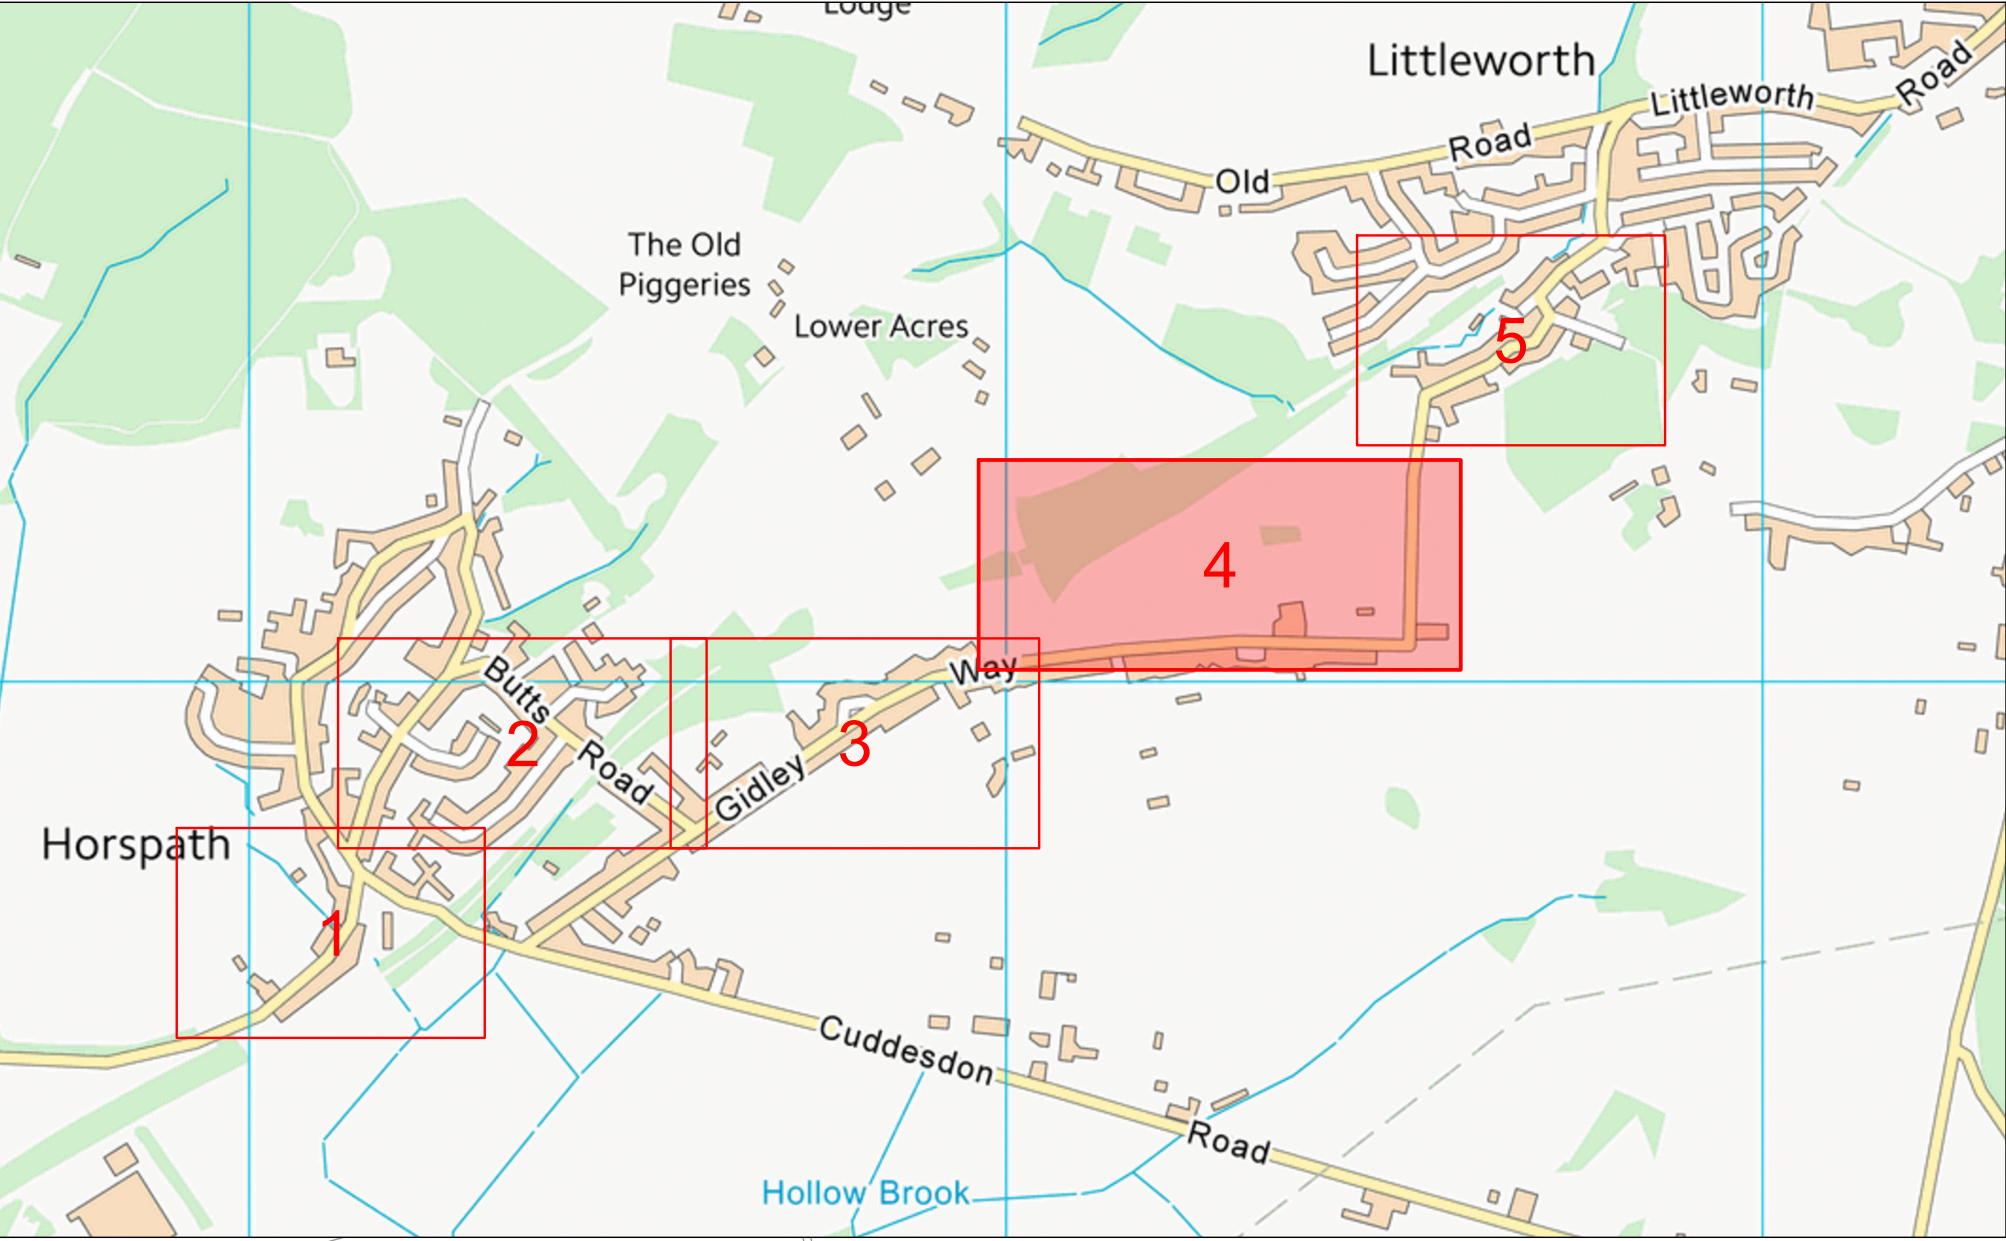 Lodge
Littleworth
Littleworth
Road
Road
Old
The Old
Piggeries
Lower Acres
5
4
Way
Butts
2
Road
3
Gidley
Horspath
1
Cuddesdon
Road
Hollow Brook